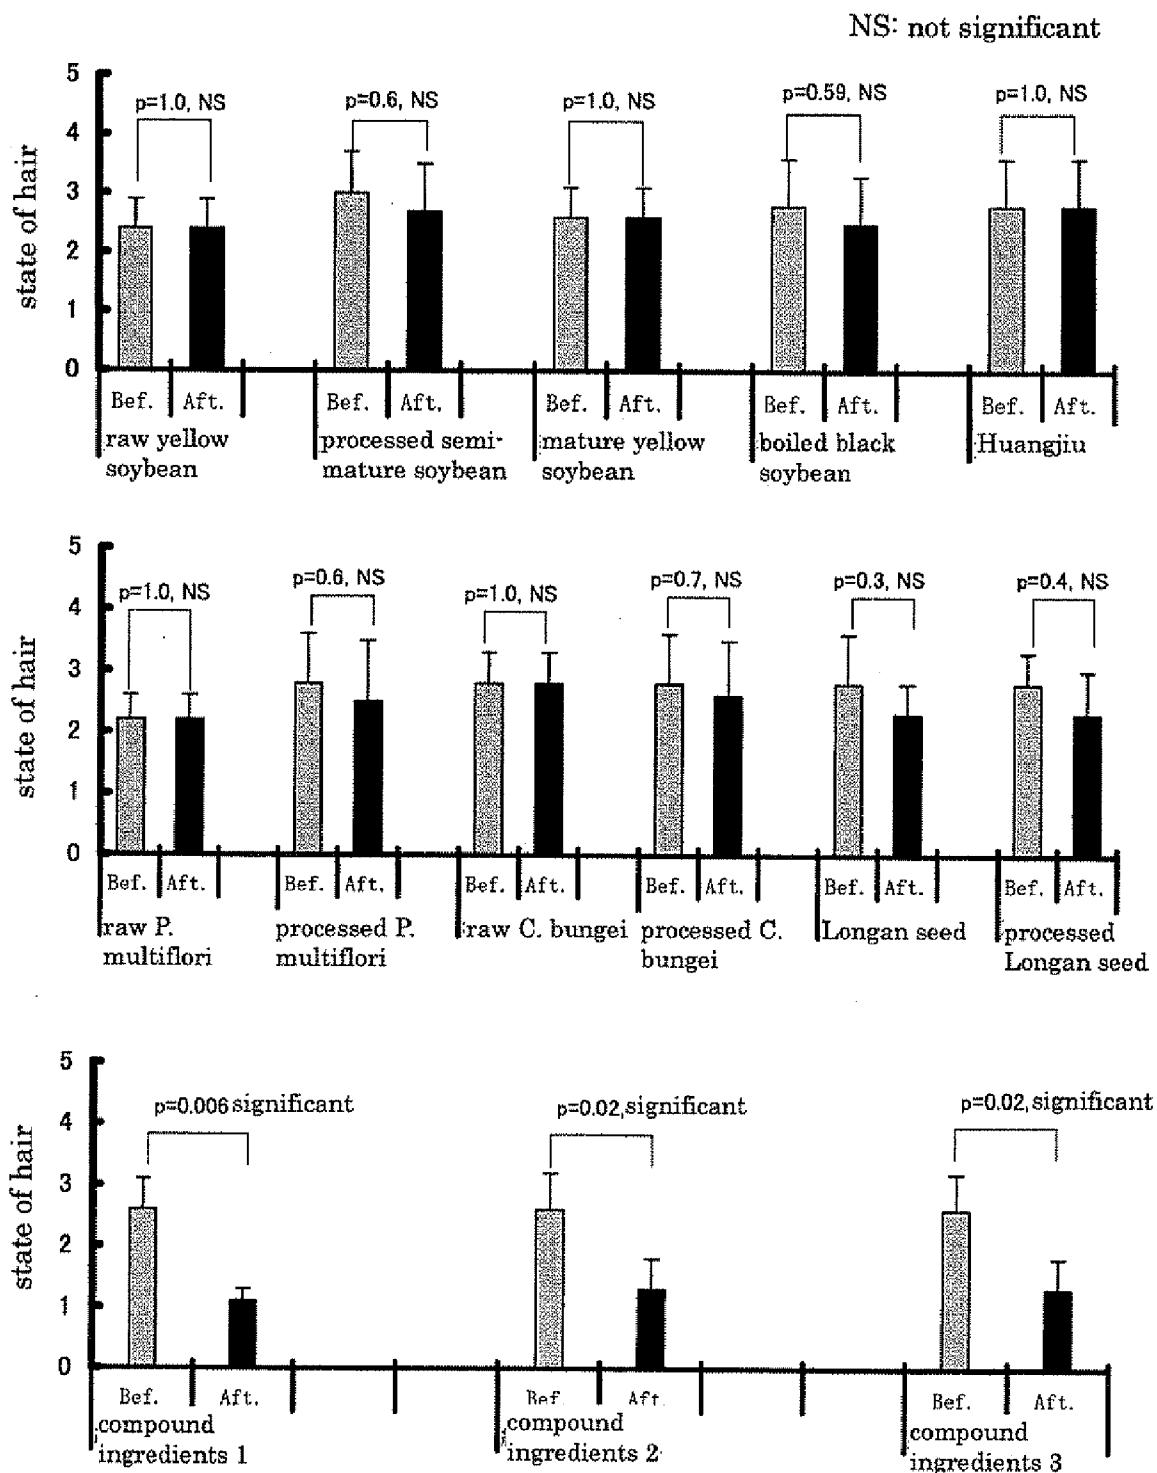 NS: not significant
5
p=1.0, NS
p=0.6, NS
p=1.0, NS
p=0.59, NS
p=1.0, NS
4
3
2
1
0
state of hair
Bef. Aft. Bef. Aft. Bef. Aft. Bef. Aft. Bef. Aft.
raw yellow
soybean
processed semi-
mature soybean
mature yellow
soybean
boiled black
soybean
Huangjiu
5
p=1.0, NS
p=0.6, NS
p=1.0, NS
p=0.7, NS
p=0.3, NS
p=0.4, NS
4
3
2
1
0
state of hair
Bef. Aft. Bef. Aft. Bef. Aft. Bef. Aft. Bef. Aft. Bef. Aft.
raw P.
multiflori
processed P.
multiflori
raw C. bungei
processed C.
bungei
Longan seed
processed
Longan seed
5
p=0.006 significant
p=0.02, significant
p=0.02, significant
4
3
2
1
0
state of hair
Bef. Aft. Bef. Aft. Bef. Aft.
compound
ingredients 1
compound
ingredients 2
compound
ingredients 3